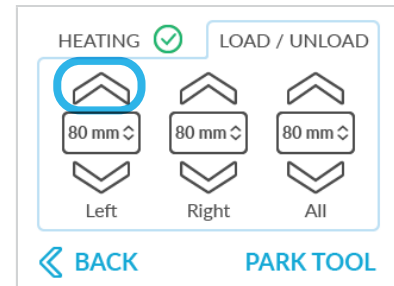 HEATING LOAD / UNLOAD
80 mm 80 mm 80 mm
Left Right All
BACK PARK TOOL